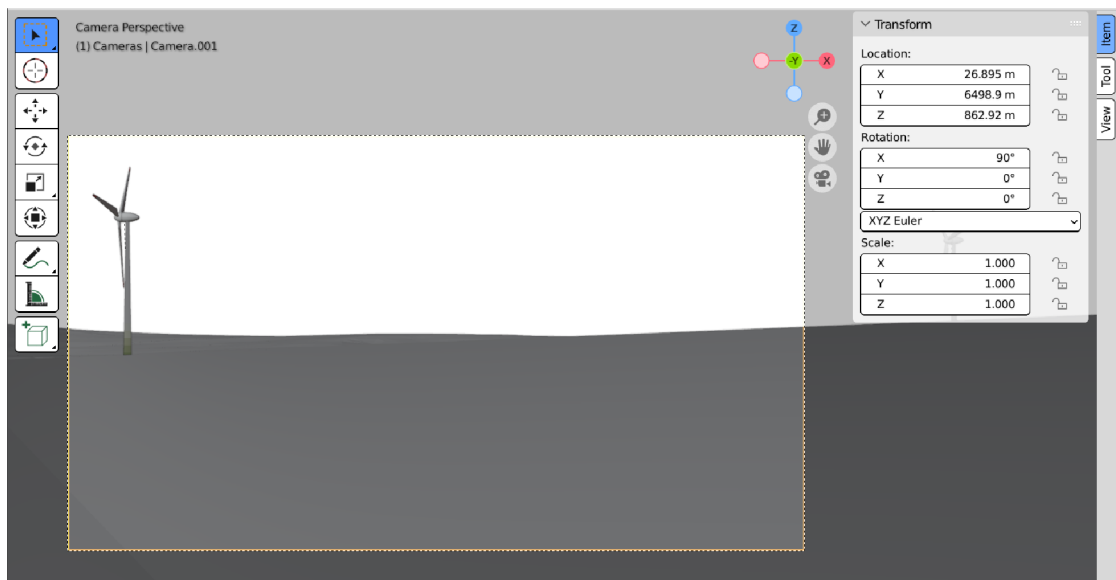 Camera Perspective
(1) Cameras | Camera.001
Z
-Y
X
Transform
Location:
X 26.895 m
Y 6498.9 m
Z 862.92 m
Rotation:
X 90°
Y 0°
Z 0°
XYZ Euler
Scale:
X 1.000
Y 1.000
Z 1.000
Item
Tool
View